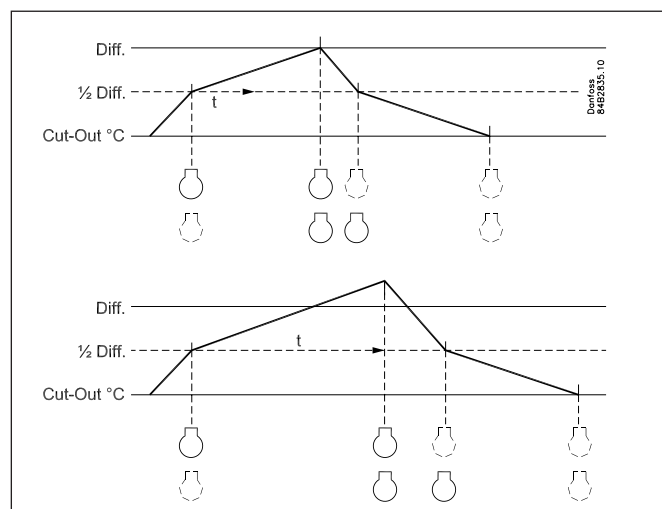 Diff.
½ Diff.
t
Cut-Out °C
Danfoss
84B2835.10
Diff.
½ Diff.
t
Cut-Out °C